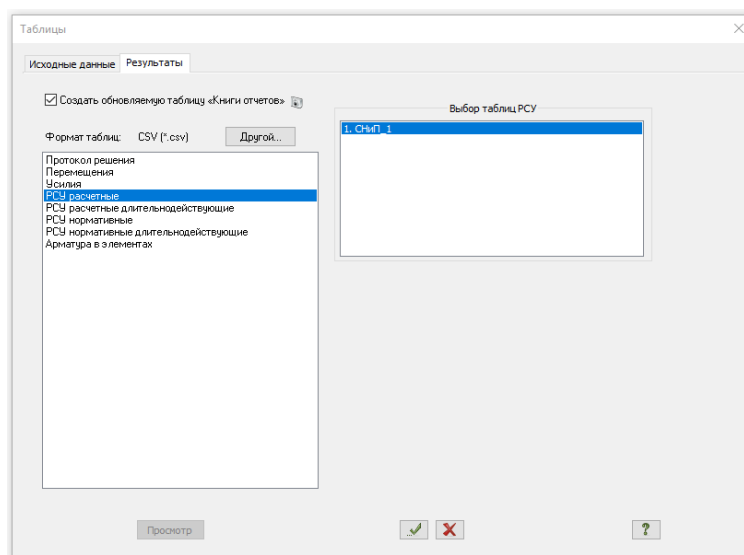 Таблицы
Исходные данные
Результаты
Создать обновляемую таблицу «Книги отчетов»
Формат таблиц: CSV (*.csv) Другой...
Протокол решения
Перемещения
Усилия
РСУ расчетные
РСУ расчетные длительнодействующие
РСУ нормативные
РСУ нормативные длительнодействующие
Арматура в элементах
Выбор таблиц РСУ
1. СНиП_1
Просмотр
?